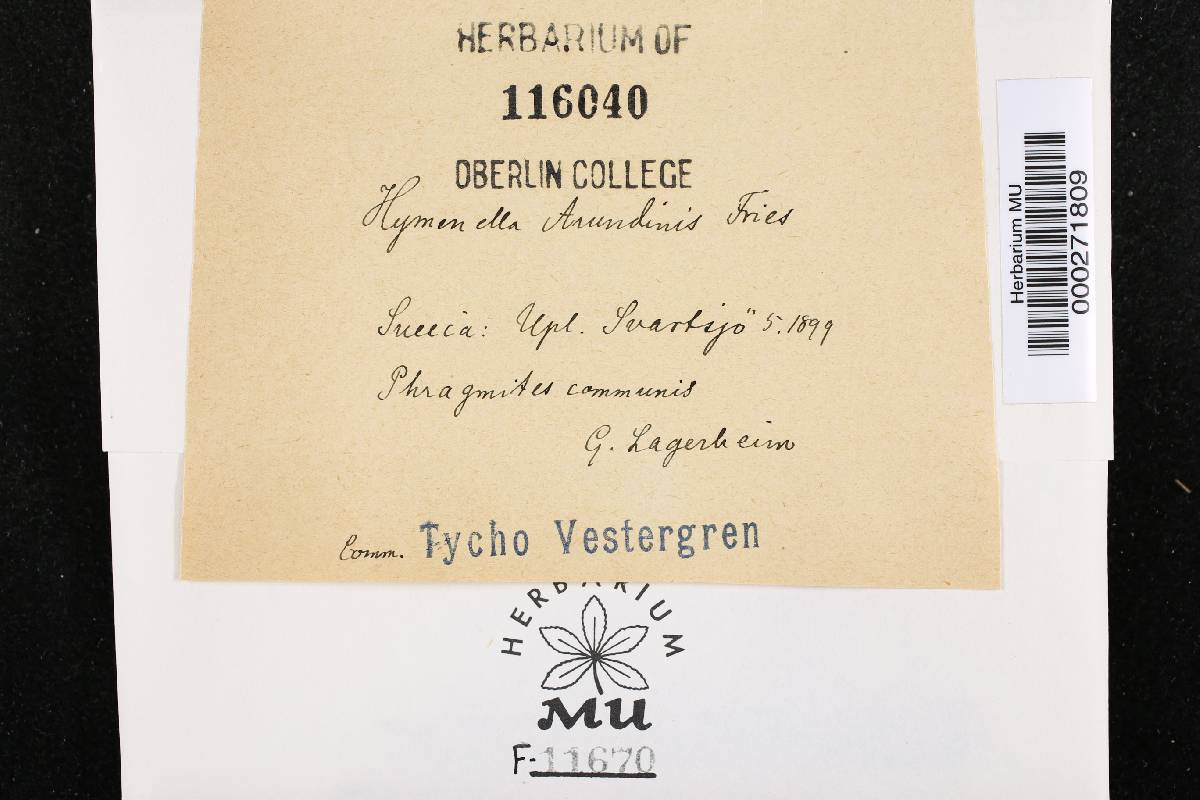 HERBARIUM OF
116040
OBERLIN COLLEGE
Hymenella Arundinis Fries
Suecia: Upl. Svartsjö 5.1899
Phragmites communis
G. Lagerheim
Comm. Tycho Vestergren
HERBARIUM
MU
F-11670
Herbarium MU
000271809